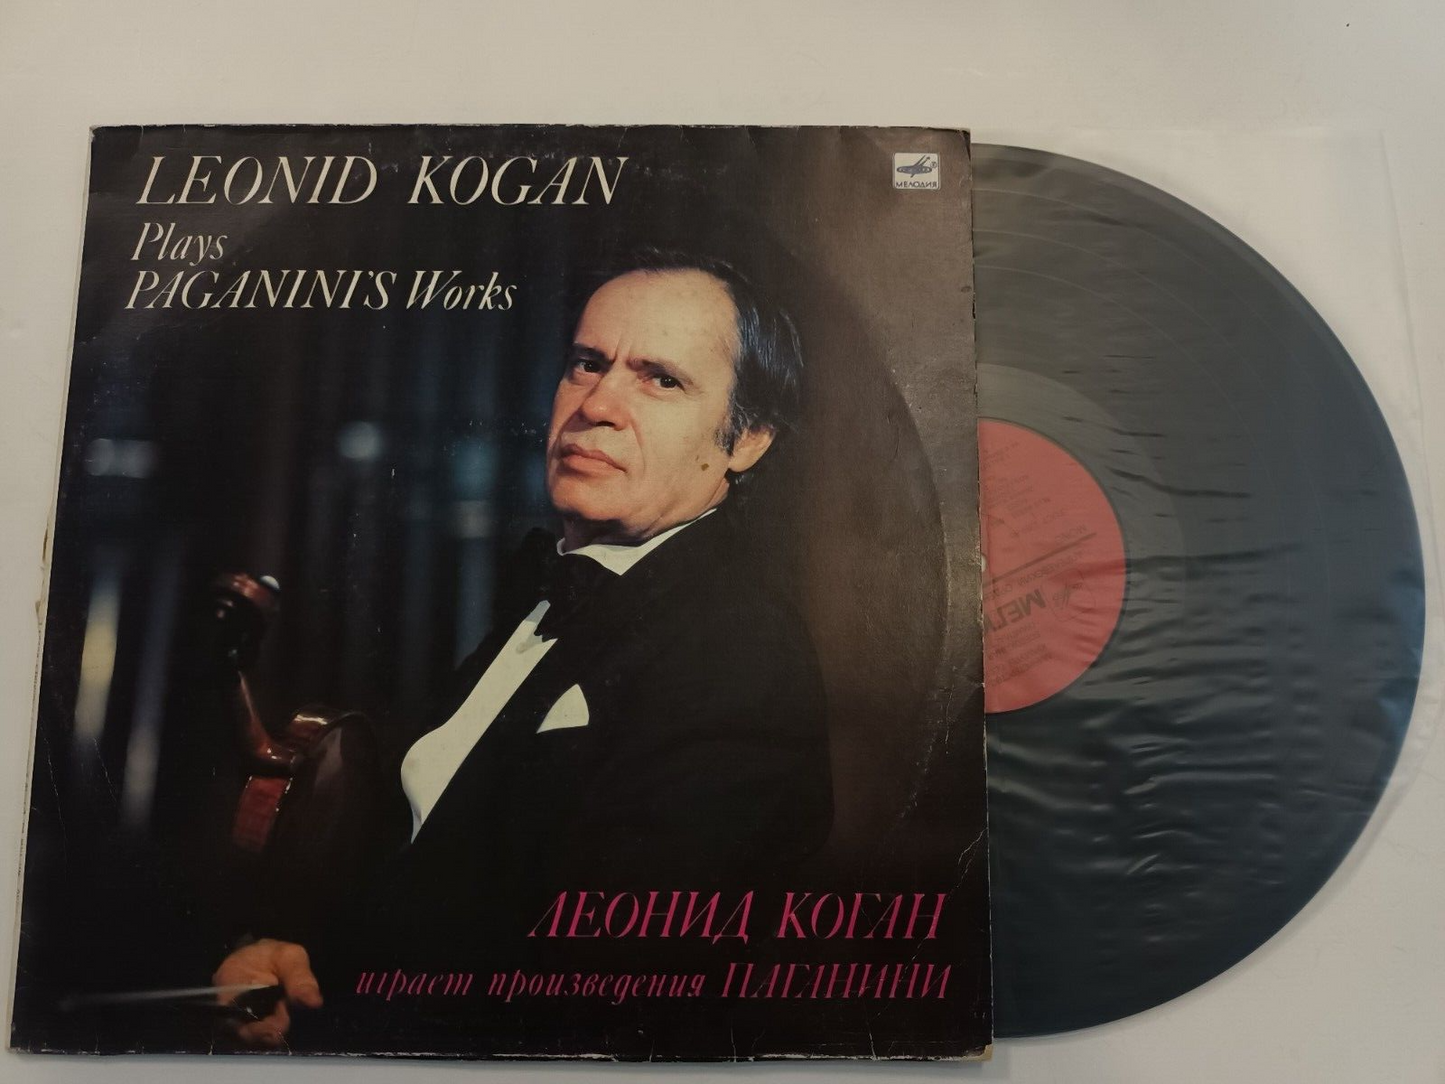 LEONID KOGAN
Plays
PAGANINI'S Works
МЕЛОДИЯ
ЛЕОНИД КОГАН
играет произведения ПАГАНИНИ